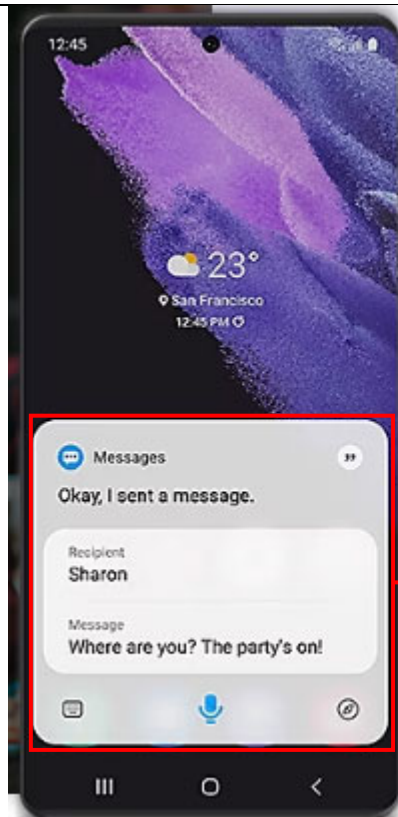 12:45
23°
San Francisco
12:45 PM
Messages
Okay, I sent a message.
Recipient
Sharon
Message
Where are you? The party's on!